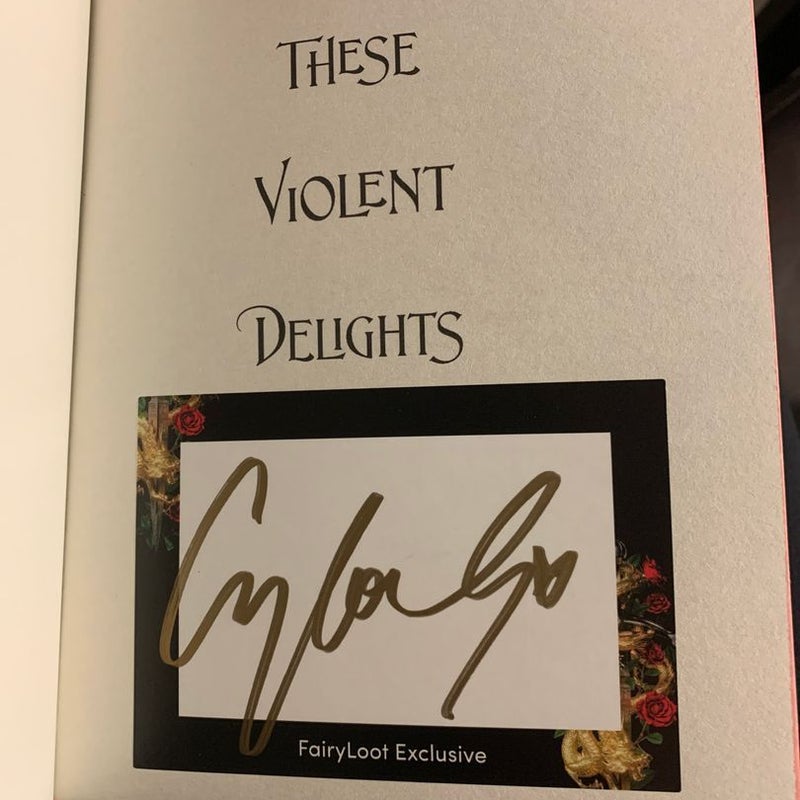 THESE
VIOLENT
DELIGHTS
FairyLoot Exclusive